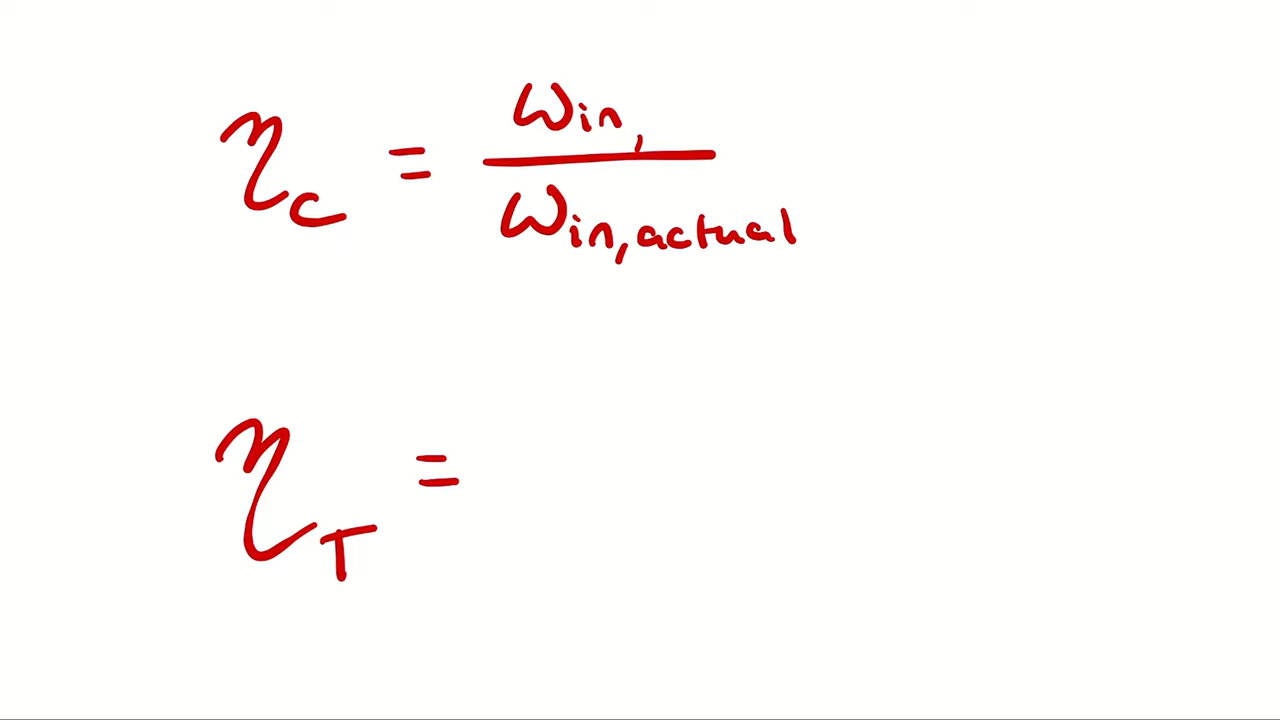 η_C = w_in, / w_in,actual
η_T =